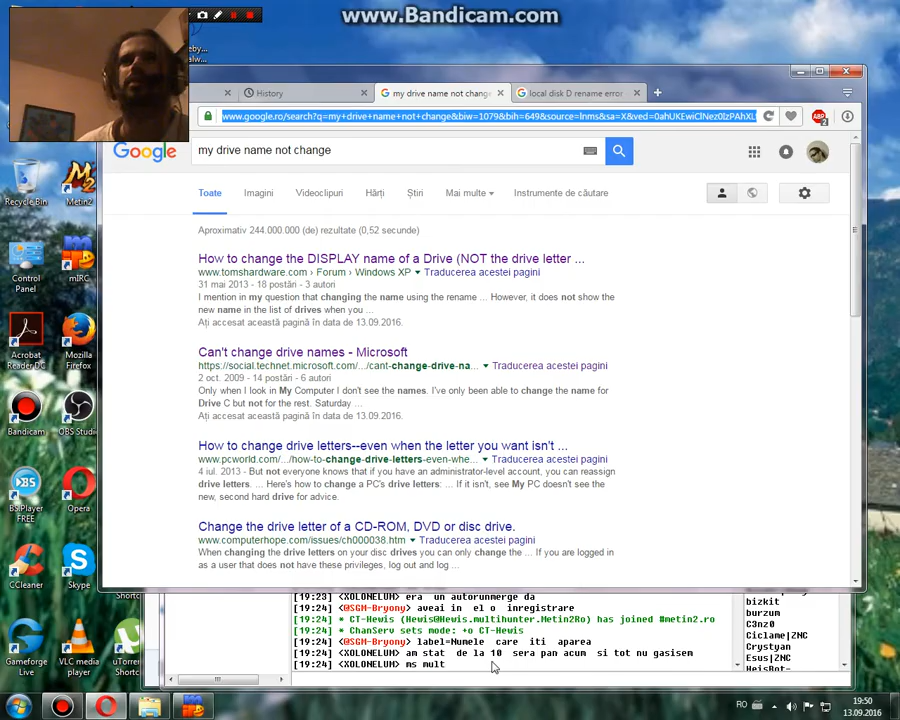 www.Bandicam.com
eby...
alw...
History
my drive name not change
local disk D rename error
www.google.ro/search?q=my+drive+name+not+change&biw=1079&bih=649&source=lnms&sa=X&ved=0ahUKEwiClNez0lzPAhXL
Google
my drive name not change
Toate
Imagini
Videoclipuri
Hărți
Știri
Mai multe
Instrumente de căutare
Aproximativ 244.000.000 (de) rezultate (0,52 secunde)
How to change the DISPLAY name of a Drive (NOT the drive letter ...
www.tomshardware.com › Forum › Windows XP ▾ Traducerea acestei pagini
31 mai 2013 - 18 postări - 3 autori
I mention in my question that changing the name using the rename ... However, it does not show the
new name in the list of drives when you ...
Ați accesat această pagină în data de 13.09.2016.
Can't change drive names - Microsoft
https://social.technet.microsoft.com/.../cant-change-drive-na... ▾ Traducerea acestei pagini
2 oct. 2009 - 14 postări - 6 autori
Only when I look in My Computer I don't see the names. I've only been able to change the name for
Drive C but not for the rest. Saturday ...
Ați accesat această pagină în data de 13.09.2016.
How to change drive letters--even when the letter you want isn't ...
www.pcworld.com/.../how-to-change-drive-letters-even-whe... ▾ Traducerea acestei pagini
4 iul. 2013 - But not everyone knows that if you have an administrator-level account, you can reassign
drive letters. ... Here's how to change a PC's drive letters: ... If it isn't, see My PC doesn't see the
new, second hard drive for advice.
Change the drive letter of a CD-ROM, DVD or disc drive.
www.computerhope.com/issues/ch000038.htm ▾ Traducerea acestei pagini
When changing the drive letters on your disc drives you can only change the ... If you are logged in
as a user that does not have these privileges, log out and log ...
Recycle Bin
Metin2
Control
Panel
mIRC
Acrobat
Reader DC
Mozilla
Firefox
Bandicam
OBS Studio
BS.Player
FREE
Opera
CCleaner
Skype
Shortc
Gameforge
Live
VLC media
player
uTorrent
Shortc
[19:23] <XOLONELUM> era un autorunmerge da
[19:24] <@SGM-Bryony> aveai in el o inregistrare
[19:24] * CT-Hewis (Hewis@Hewis.multihunter.Metin2Ro) has joined #metin2.ro
[19:24] * ChanServ sets mode: +o CT-Hewis
[19:24] <@SGM-Bryony> label=Numele care iti aparea
[19:24] <XOLONELUM> am stat de la 10 sera pan acum si tot nu gasisem
[19:24] <XOLONELUM> ms mult
bizkit
burzum
C3nz0
Ciclame|ZNC
Crystyan
Esus|ZNC
HeisBot-
RO
19:50
13.09.2016